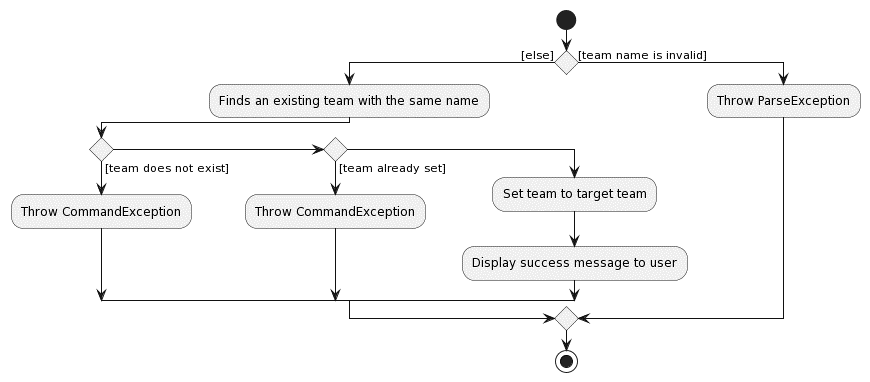 [else]
[team name is invalid]
Finds an existing team with the same name
Throw ParseException
[team does not exist]
[team already set]
Throw CommandException
Throw CommandException
Set team to target team
Display success message to user